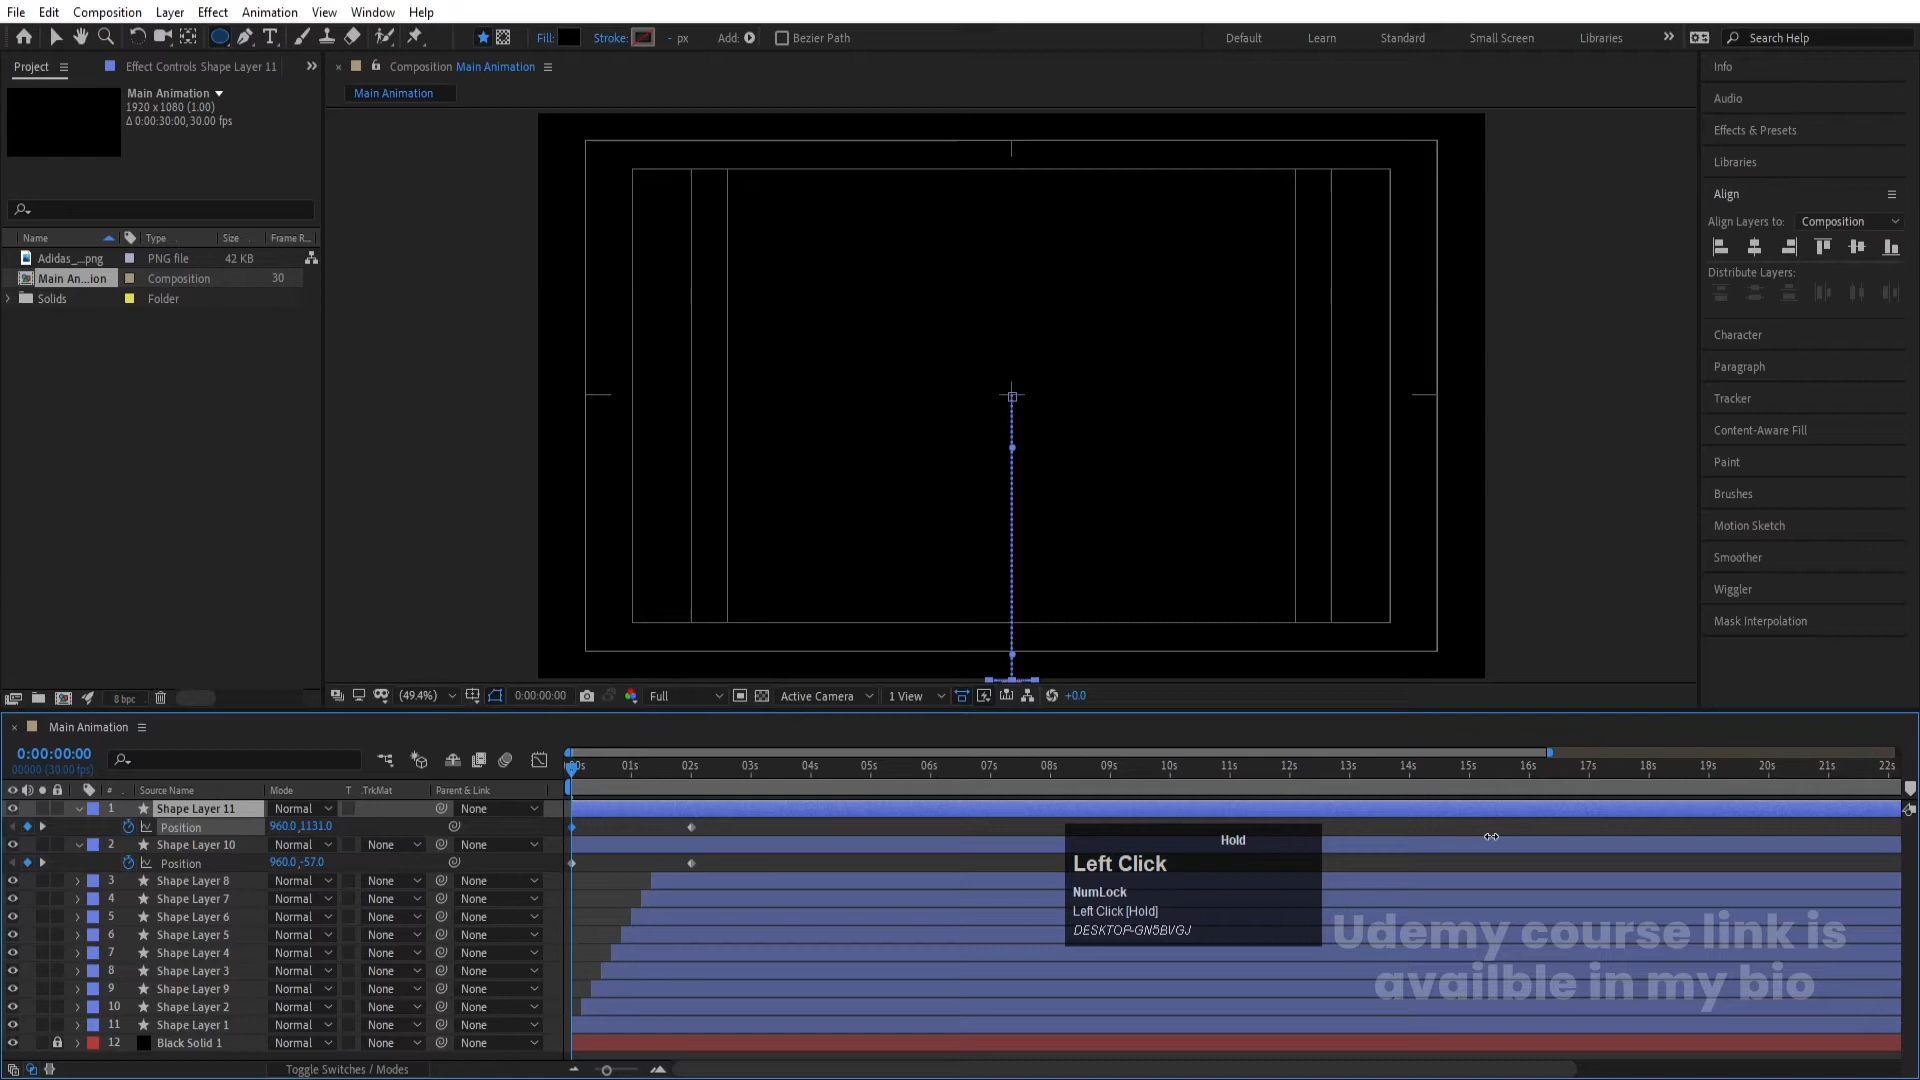 File Edit Composition Layer Effect Animation View Window Help
Fill: Stroke: - px Add: Bezier Path Default Learn Standard Small Screen Libraries Search Help
Project Effect Controls Shape Layer 11 Composition Main Animation
Main Animation
Main Animation
1920 x 1080 (1.00)
Δ 0:00:30:00, 30.00 fps
Name Type Size Frame R...
Adidas_...png PNG file 42 KB
Main An...ion Composition 30
Solids Folder
Info
Audio
Effects & Presets
Libraries
Align
Align Layers to: Composition
Distribute Layers:
Character
Paragraph
Tracker
Content-Aware Fill
Paint
Brushes
Motion Sketch
Smoother
Wiggler
Mask Interpolation
8 bpc (49.4%) 0:00:00:00 Full Active Camera 1 View +0.0
Main Animation
0:00:00:00
00000 (30.00 fps)
00s 01s 02s 03s 04s 05s 06s 07s 08s 09s 10s 11s 12s 13s 14s 15s 16s 17s 18s 19s 20s 21s 22s
# Source Name Mode T .TrkMat Parent & Link
1 Shape Layer 11 Normal None
Position 960.0,1131.0
2 Shape Layer 10 Normal None None
Position 960.0,-57.0
3 Shape Layer 8 Normal None None
4 Shape Layer 7 Normal None None
5 Shape Layer 6 Normal None None
6 Shape Layer 5 Normal None None
7 Shape Layer 4 Normal None None
8 Shape Layer 3 Normal None None
9 Shape Layer 9 Normal None None
10 Shape Layer 2 Normal None None
11 Shape Layer 1 Normal None None
12 Black Solid 1 Normal None None
Hold
Left Click
NumLock
Left Click [Hold]
DESKTOP-GN5BVGJ
Udemy course link is
availble in my bio
Toggle Switches / Modes